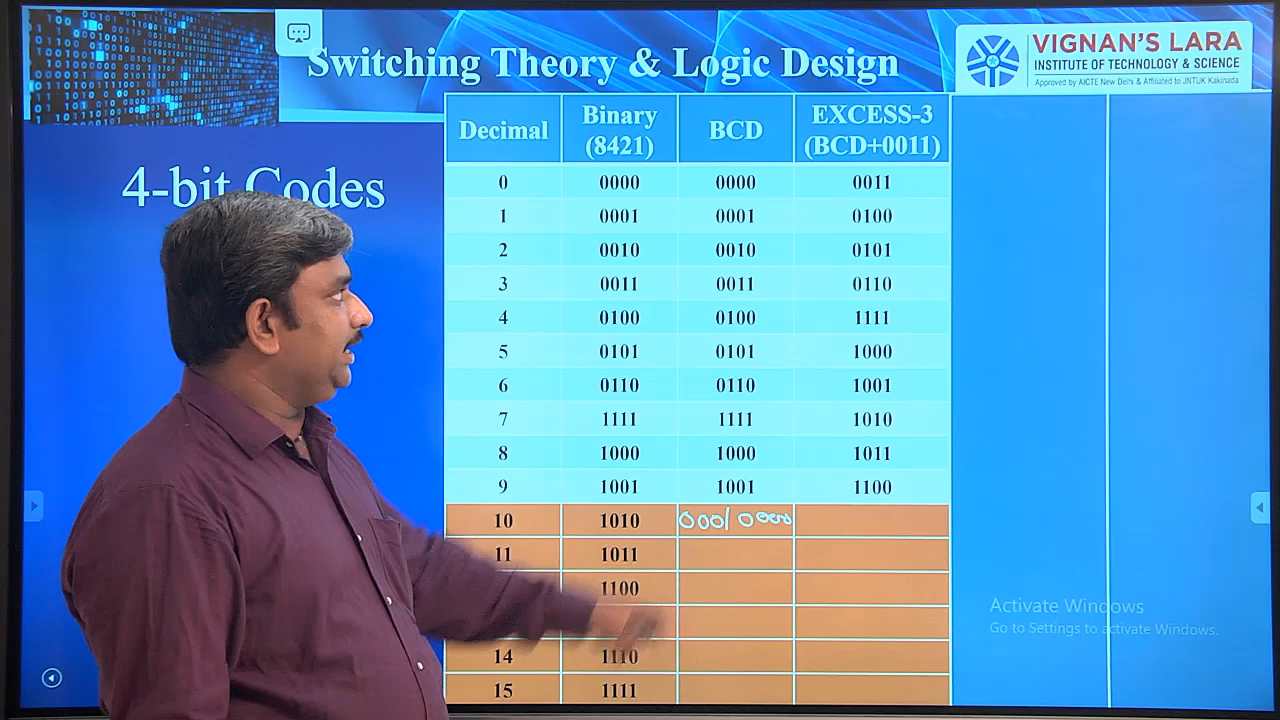 Switching Theory & Logic Design
VIGNAN'S LARA
INSTITUTE OF TECHNOLOGY & SCIENCE
Approved by AICTE New Delhi & Affiliated to JNTUK Kakinada
4-bit Codes
Decimal Binary (8421) BCD EXCESS-3 (BCD+0011)
0 0000 0000 0011
1 0001 0001 0100
2 0010 0010 0101
3 0011 0011 0110
4 0100 0100 1111
5 0101 0101 1000
6 0110 0110 1001
7 1111 1111 1010
8 1000 1000 1011
9 1001 1001 1100
10 1010 0001 0000
11 1011
1100
14 1110
15 1111
Activate Windows
Go to Settings to activate Windows.